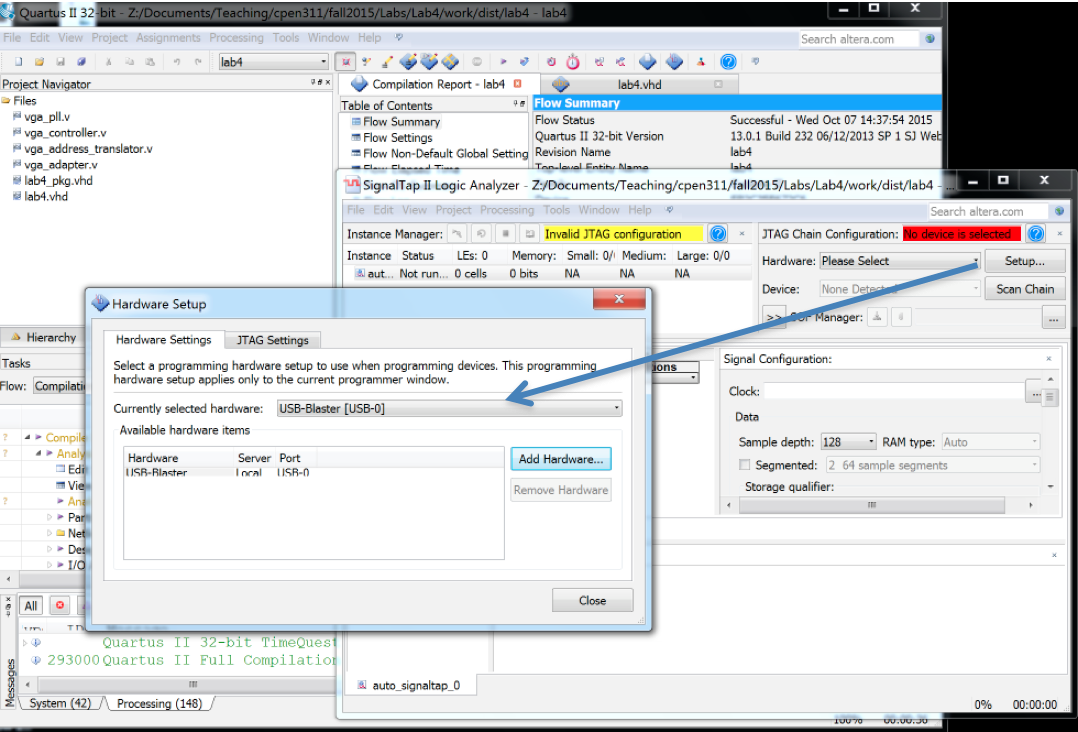 Quartus II 32-bit - Z:/Documents/Teaching/cpen311/fall2015/Labs/Lab4/work/dist/lab4 - lab4
File Edit View Project Assignments Processing Tools Window Help
Search altera.com
lab4
Project Navigator
Files
vga_pll.v
vga_controller.v
vga_address_translator.v
vga_adapter.v
lab4_pkg.vhd
lab4.vhd
Hierarchy
Compilation Report - lab4
lab4.vhd
Table of Contents
Flow Summary
Flow Settings
Flow Non-Default Global Setting
Flow Elapsed Time
Flow Summary
Flow Status Successful - Wed Oct 07 14:37:54 2015
Quartus II 32-bit Version 13.0.1 Build 232 06/12/2013 SP 1 SJ Web
Revision Name lab4
Top-level Entity Name lab4
SignalTap II Logic Analyzer - Z:/Documents/Teaching/cpen311/fall2015/Labs/Lab4/work/dist/lab4 - ...
File Edit View Project Processing Tools Window Help
Search altera.com
Instance Manager: Invalid JTAG configuration
Instance Status LEs: 0 Memory: Small: 0/ Medium: Large: 0/0
aut... Not run... 0 cells 0 bits NA NA NA
JTAG Chain Configuration: No device is selected
Hardware: Please Select Setup...
Device: None Detected Scan Chain
>> SOF Manager: ...
Signal Configuration:
Clock: ...
Data
Sample depth: 128 RAM type: Auto
Segmented: 2 64 sample segments
Storage qualifier:
auto_signaltap_0
0% 00:00:00
Hardware Setup
Hardware Settings JTAG Settings
Select a programming hardware setup to use when programming devices. This programming
hardware setup applies only to the current programmer window.
Currently selected hardware: USB-Blaster [USB-0]
Available hardware items
Hardware Server Port
USB-Blaster Local USB-0
Add Hardware...
Remove Hardware
Close
Tasks
Flow: Compilati
Compile
Analy
Edi
Vie
Ana
Par
Net
Des
I/O
Messages
All
Quartus II 32-bit TimeQuest
293000 Quartus II Full Compilation
System (42) Processing (148)
100% 00:00:36